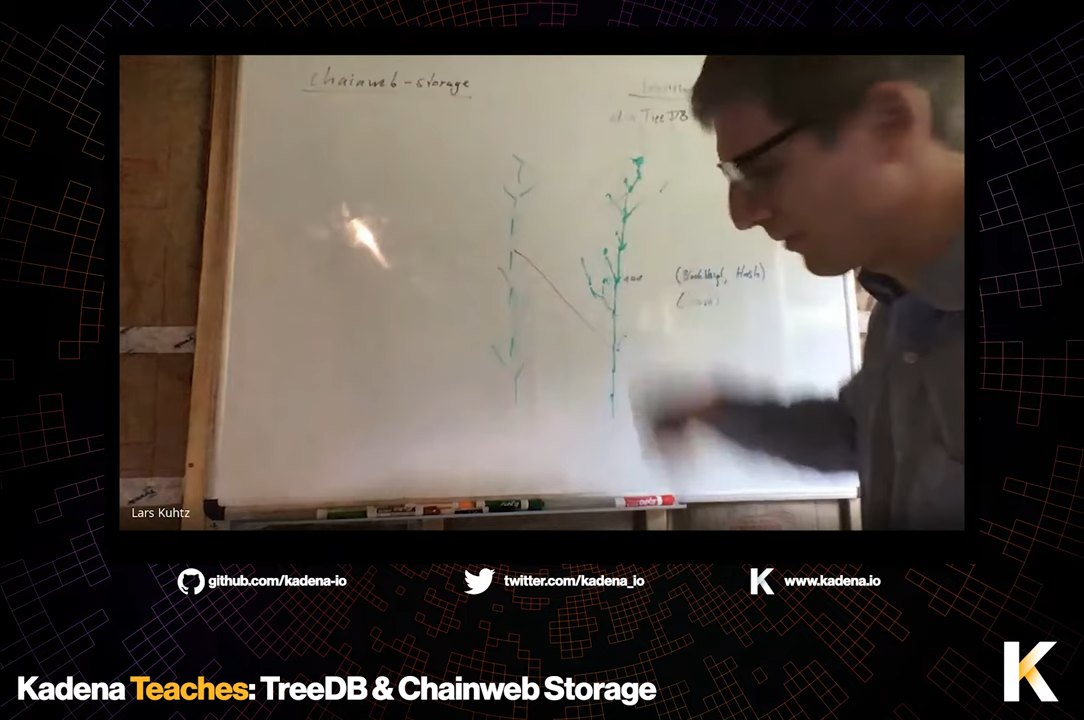 chainweb-storage
TreeDB
(BlockHeight, Hash)
Lars Kuhtz
github.com/kadena-io
twitter.com/kadena_io
K www.kadena.io
Kadena Teaches: TreeDB & Chainweb Storage
K